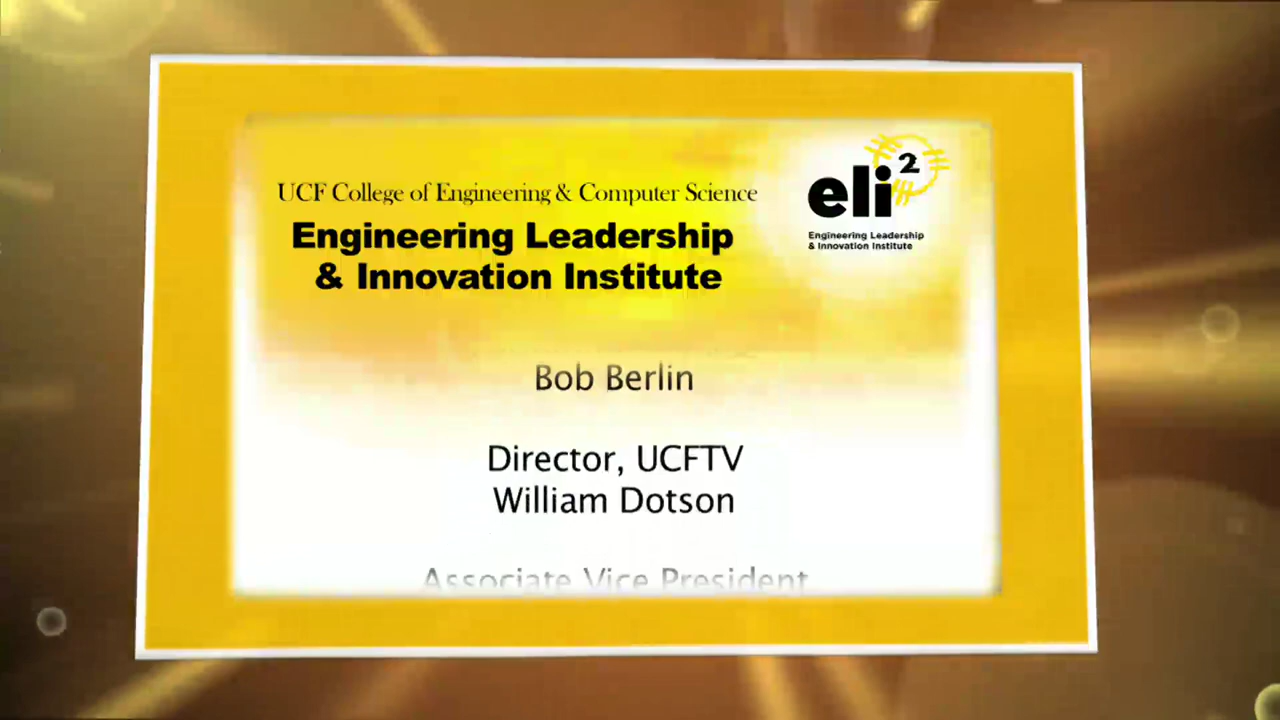 UCF College of Engineering & Computer Science
Engineering Leadership
& Innovation Institute
eli²
Engineering Leadership
& Innovation Institute
Bob Berlin
Director, UCFTV
William Dotson
Associate Vice President